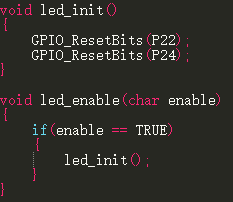 void led_init()
{
    GPIO_ResetBits(P22);
    GPIO_ResetBits(P24);
}
void led_enable(char enable)
{
    if(enable == TRUE)
    {
        led_init();
    }
}